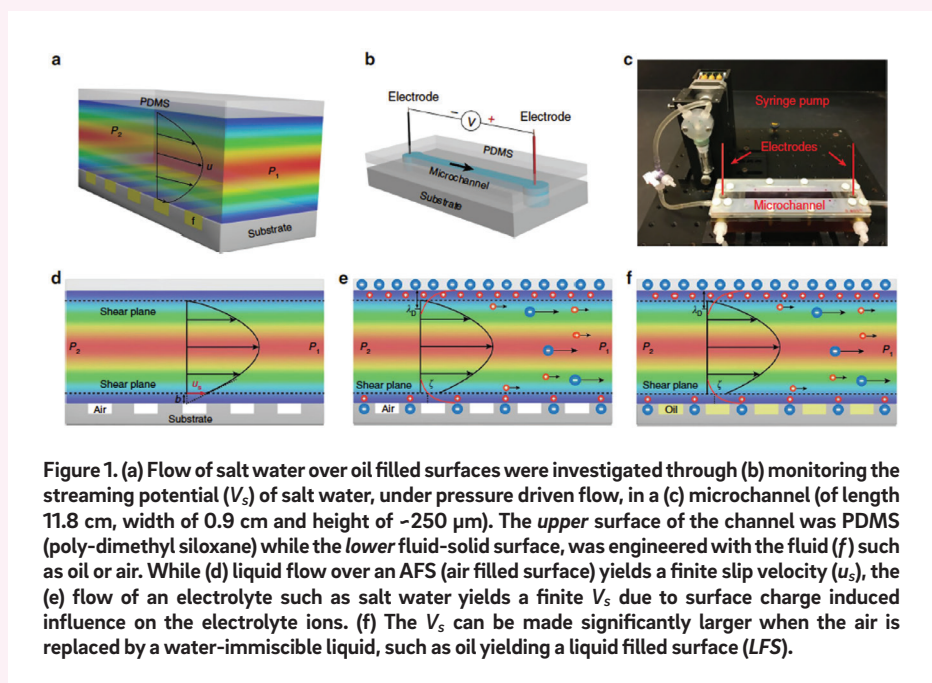 a
PDMS
P2
u
P1
f
Substrate
b
Electrode
− V +
Electrode
PDMS
Microchannel
Substrate
c
Syringe pump
Electrodes
Microchannel
d
Shear plane
P2
P1
Shear plane
us
b
Air
Substrate
e
λD
P2
P1
Shear plane
ζ
Air
f
λD
P2
P1
Shear plane
ζ
Oil
Figure 1. (a) Flow of salt water over oil filled surfaces were investigated through (b) monitoring the
streaming potential (Vs) of salt water, under pressure driven flow, in a (c) microchannel (of length
11.8 cm, width of 0.9 cm and height of ~250 μm). The upper surface of the channel was PDMS
(poly-dimethyl siloxane) while the lower fluid-solid surface, was engineered with the fluid (f) such
as oil or air. While (d) liquid flow over an AFS (air filled surface) yields a finite slip velocity (us), the
(e) flow of an electrolyte such as salt water yields a finite Vs due to surface charge induced
influence on the electrolyte ions. (f) The Vs can be made significantly larger when the air is
replaced by a water-immiscible liquid, such as oil yielding a liquid filled surface (LFS).